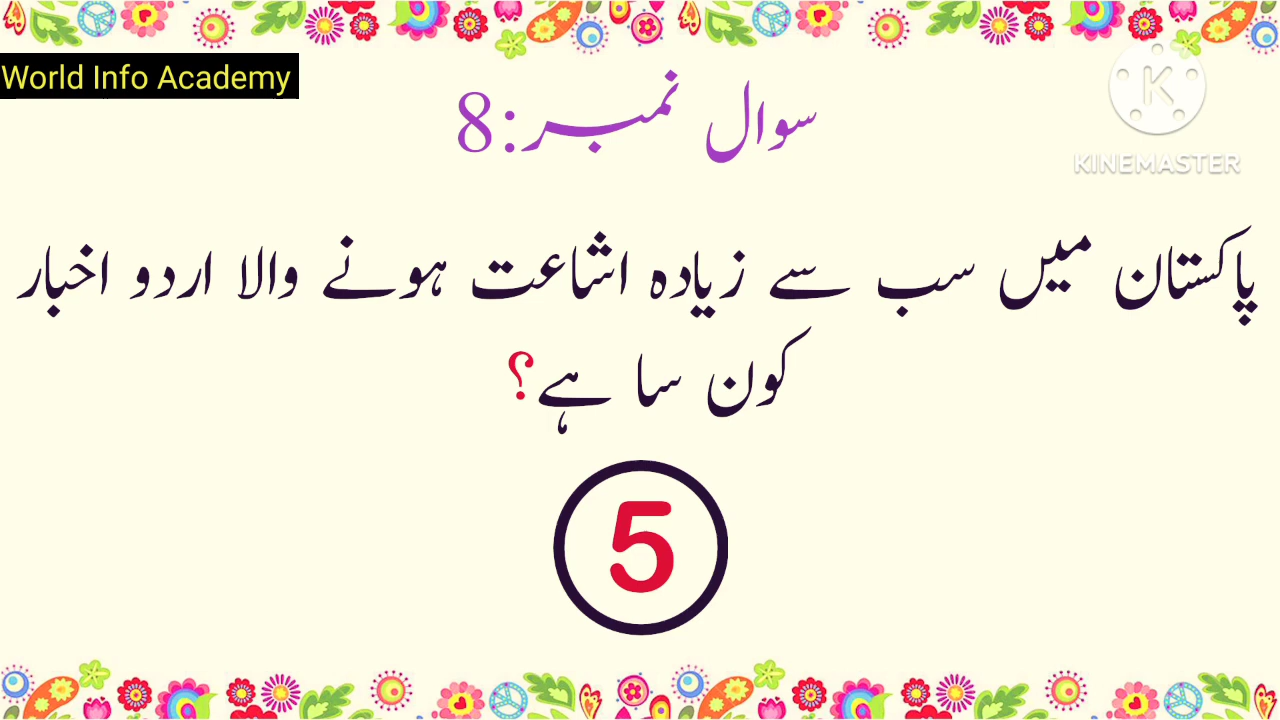 World Info Academy
سوال نمبر:8
KINEMASTER
پاکستان میں سب سے زیادہ اشاعت ہونے والا اردو اخبار
کون سا ہے؟
5